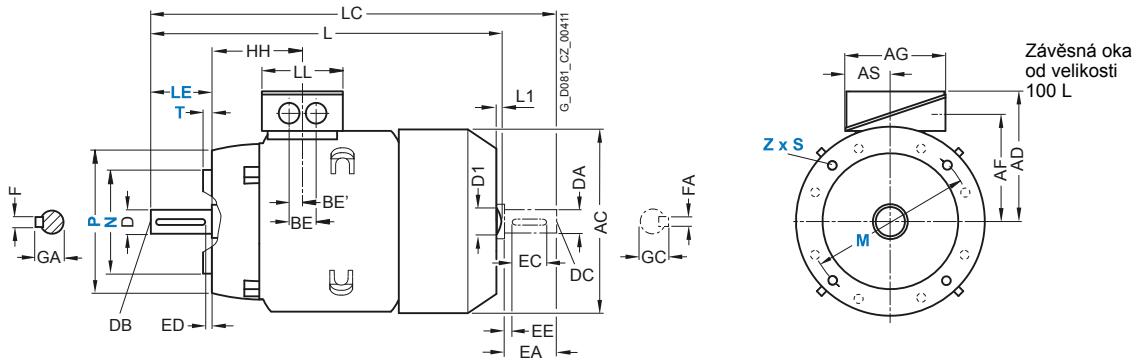 LC
L
HH
LL
LE
T
L1
G_D081_CZ_00411
F
GA
P
N
D
BE'
BE
D1
DA
AC
FA
GC
EC
DC
DB
ED
EE
EA
AG
AS
Závěsná oka
od velikosti
100 L
Z x S
M
AF
AD